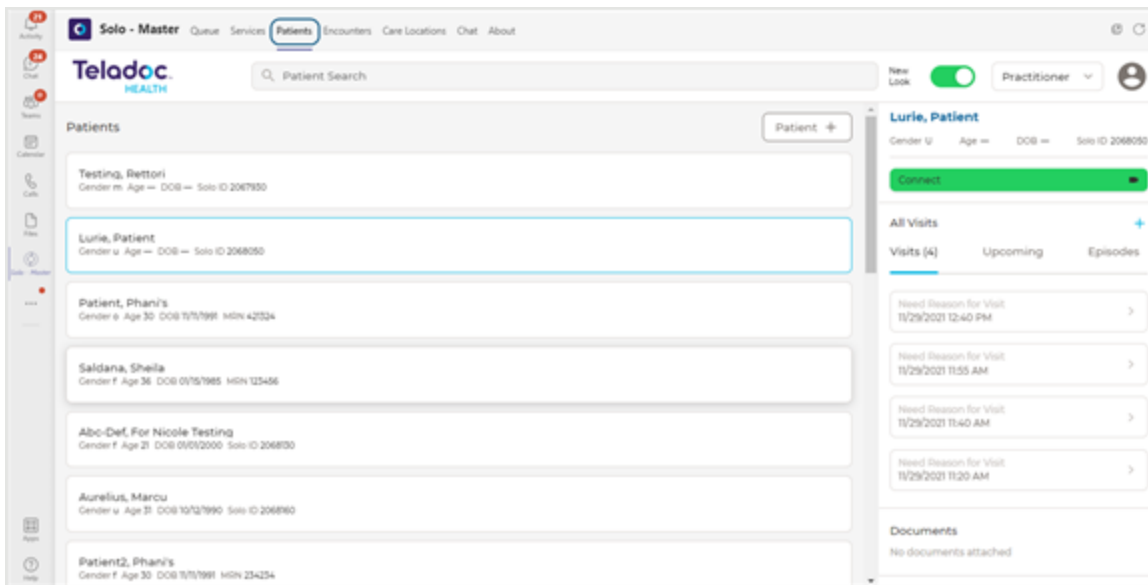 21
Activity
Chat
Teams
Calendar
Calls
Files
Solo - Master
Apps
Help
Solo - Master Queue Services Patients Encounters Care Locations Chat About
Teladoc
HEALTH
Patient Search
New
Look
Practitioner
Patients
Patient +
Testing, Rettori
Gender m Age — DOB — Solo ID 2067930
Lurie, Patient
Gender u Age — DOB — Solo ID 2068050
Patient, Phani's
Gender o Age 30 DOB 11/11/1991 MRN 421324
Saldana, Sheila
Gender f Age 36 DOB 01/15/1985 MRN 123456
Abc-Def, For Nicole Testing
Gender f Age 21 DOB 01/01/2000 Solo ID 2068130
Aurelius, Marcu
Gender u Age 31 DOB 10/12/1990 Solo ID 2068160
Patient2, Phani's
Gender f Age 30 DOB 11/11/1991 MRN 234234
Lurie, Patient
Gender U Age — DOB — Solo ID 2068050
Connect
All Visits +
Visits (4) Upcoming Episodes
Need Reason for Visit
11/29/2021 12:40 PM
Need Reason for Visit
11/29/2021 11:55 AM
Need Reason for Visit
11/29/2021 11:40 AM
Need Reason for Visit
11/29/2021 11:20 AM
Documents
No documents attached